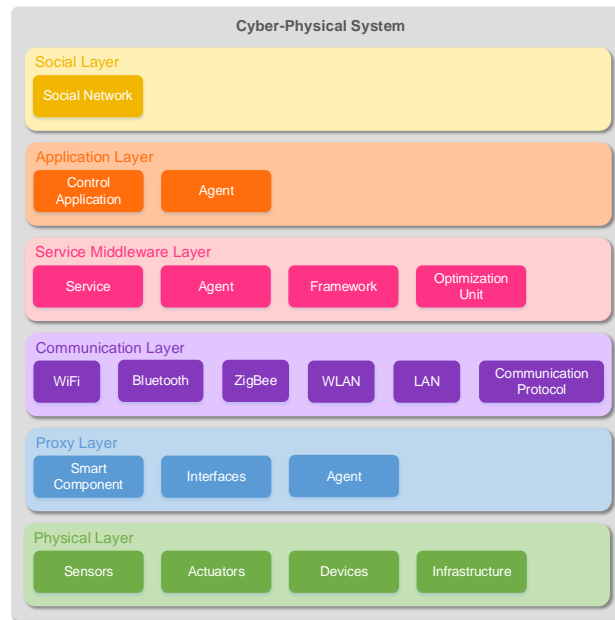 Cyber-Physical System
Social Layer
Social Network
Application Layer
Control
Application
Agent
Service Middleware Layer
Service
Agent
Framework
Optimization
Unit
Communication Layer
WiFi
Bluetooth
ZigBee
WLAN
LAN
Communication
Protocol
Proxy Layer
Smart
Component
Interfaces
Agent
Physical Layer
Sensors
Actuators
Devices
Infrastructure